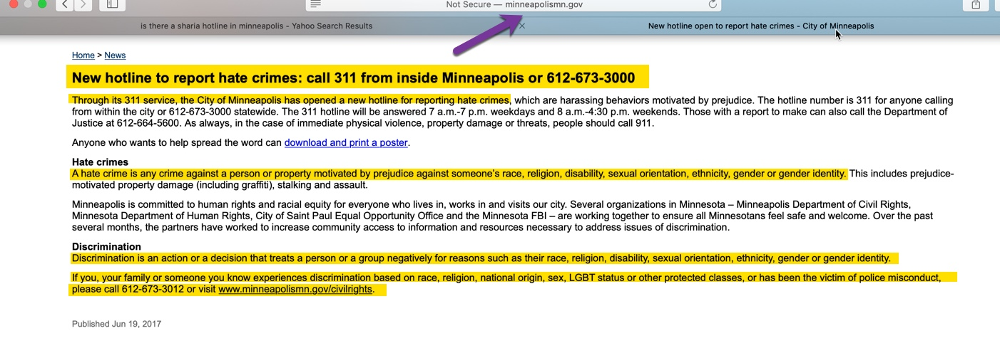 Not Secure — minneapolismn.gov
is there a sharia hotline in minneapolis - Yahoo Search Results
New hotline open to report hate crimes - City of Minneapolis
Home > News
New hotline to report hate crimes: call 311 from inside Minneapolis or 612-673-3000
Through its 311 service, the City of Minneapolis has opened a new hotline for reporting hate crimes, which are harassing behaviors motivated by prejudice. The hotline number is 311 for anyone calling
from within the city or 612-673-3000 statewide. The 311 hotline will be answered 7 a.m.-7 p.m. weekdays and 8 a.m.-4:30 p.m. weekends. Those with a report to make can also call the Department of
Justice at 612-664-5600. As always, in the case of immediate physical violence, property damage or threats, people should call 911.
Anyone who wants to help spread the word can download and print a poster.
Hate crimes
A hate crime is any crime against a person or property motivated by prejudice against someone's race, religion, disability, sexual orientation, ethnicity, gender or gender identity. This includes prejudice-
motivated property damage (including graffiti), stalking and assault.
Minneapolis is committed to human rights and racial equity for everyone who lives in, works in and visits our city. Several organizations in Minnesota – Minneapolis Department of Civil Rights,
Minnesota Department of Human Rights, City of Saint Paul Equal Opportunity Office and the Minnesota FBI – are working together to ensure all Minnesotans feel safe and welcome. Over the past
several months, the partners have worked to increase community access to information and resources necessary to address issues of discrimination.
Discrimination
Discrimination is an action or a decision that treats a person or a group negatively for reasons such as their race, religion, disability, sexual orientation, ethnicity, gender or gender identity.
If you, your family or someone you know experiences discrimination based on race, religion, national origin, sex, LGBT status or other protected classes, or has been the victim of police misconduct,
please call 612-673-3012 or visit www.minneapolismn.gov/civilrights.
Published Jun 19, 2017